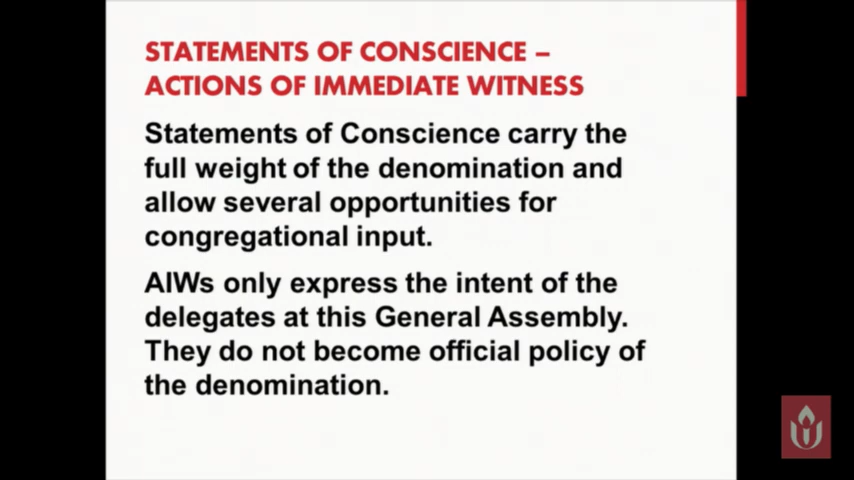 STATEMENTS OF CONSCIENCE –
ACTIONS OF IMMEDIATE WITNESS
Statements of Conscience carry the
full weight of the denomination and
allow several opportunities for
congregational input.
AIWs only express the intent of the
delegates at this General Assembly.
They do not become official policy of
the denomination.